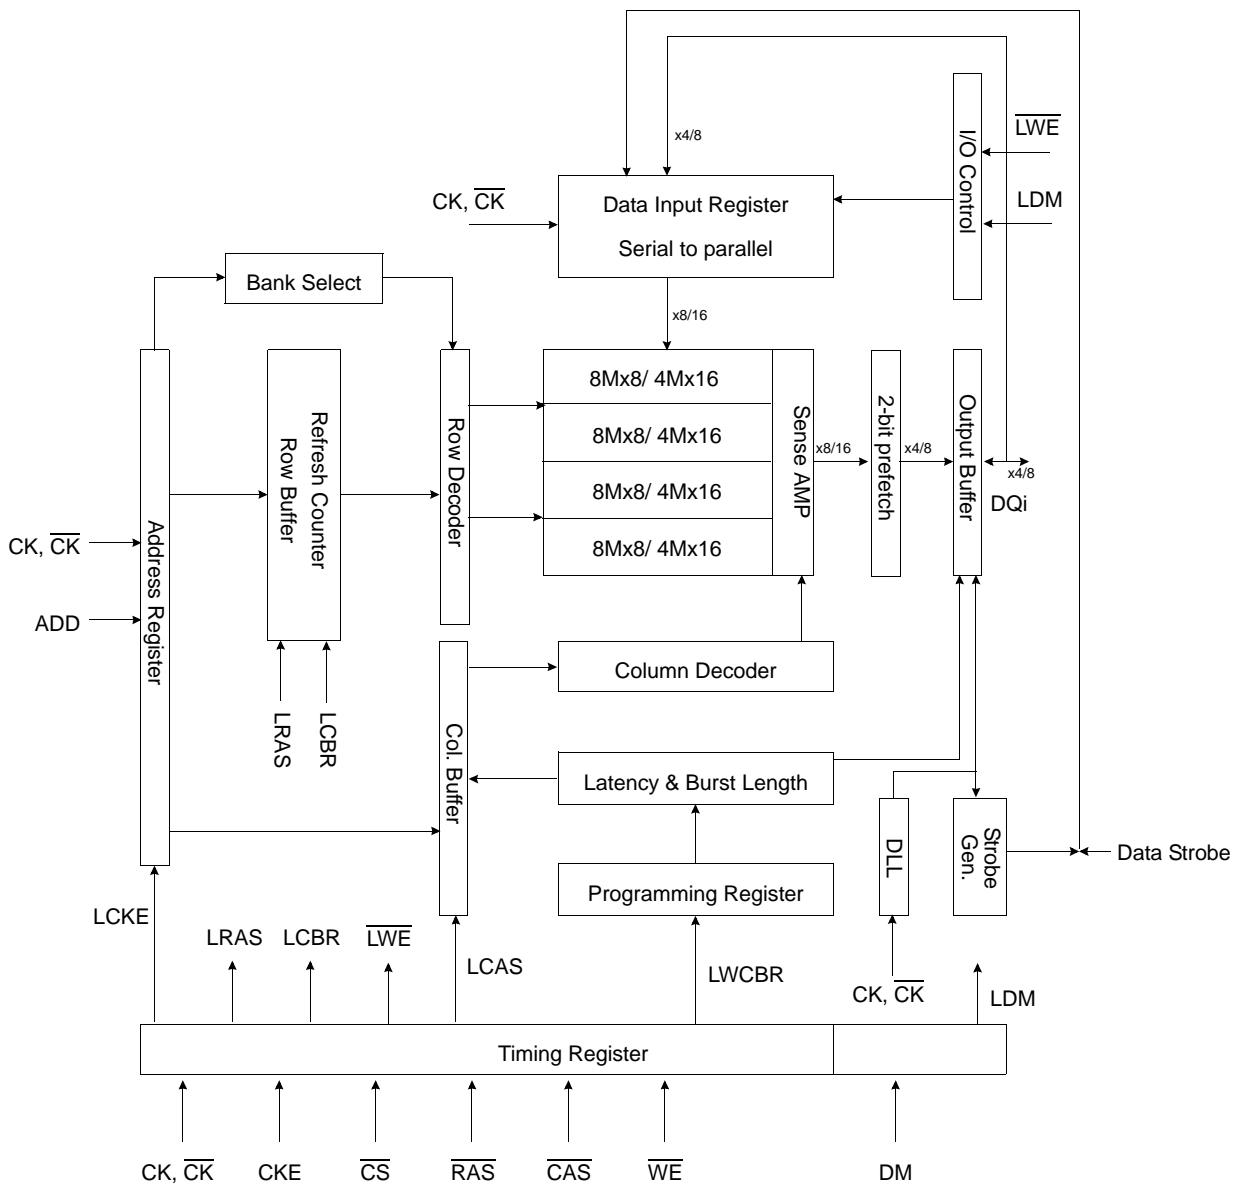 x4/8
I/O Control
LWE
LDM
CK, CK
Data Input Register
Serial to parallel
Bank Select
x8/16
Address Register
Refresh Counter
Row Buffer
Row Decoder
8Mx8/ 4Mx16
8Mx8/ 4Mx16
8Mx8/ 4Mx16
8Mx8/ 4Mx16
Sense AMP
x8/16
2-bit prefetch
x4/8
Output Buffer
x4/8
DQi
CK, CK
ADD
LRAS
LCBR
Col. Buffer
Column Decoder
Latency & Burst Length
Programming Register
DLL
Strobe
Gen.
Data Strobe
LCKE
LRAS
LCBR
LWE
LCAS
LWCBR
CK, CK
LDM
Timing Register
CK, CK
CKE
CS
RAS
CAS
WE
DM